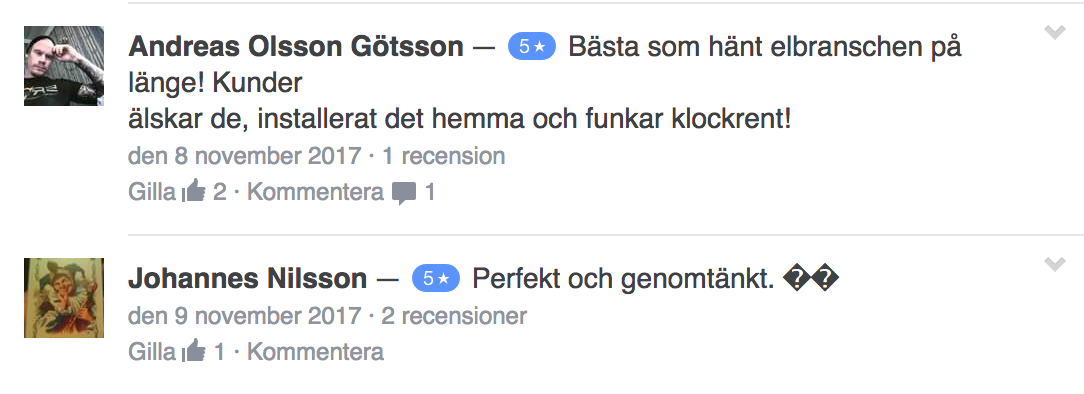 Andreas Olsson Götsson — 5★ Bästa som hänt elbranschen på
länge! Kunder
älskar de, installerat det hemma och funkar klockrent!
den 8 november 2017 · 1 recension
Gilla 2 · Kommentera 1
Johannes Nilsson — 5★ Perfekt och genomtänkt. ��
den 9 november 2017 · 2 recensioner
Gilla 1 · Kommentera